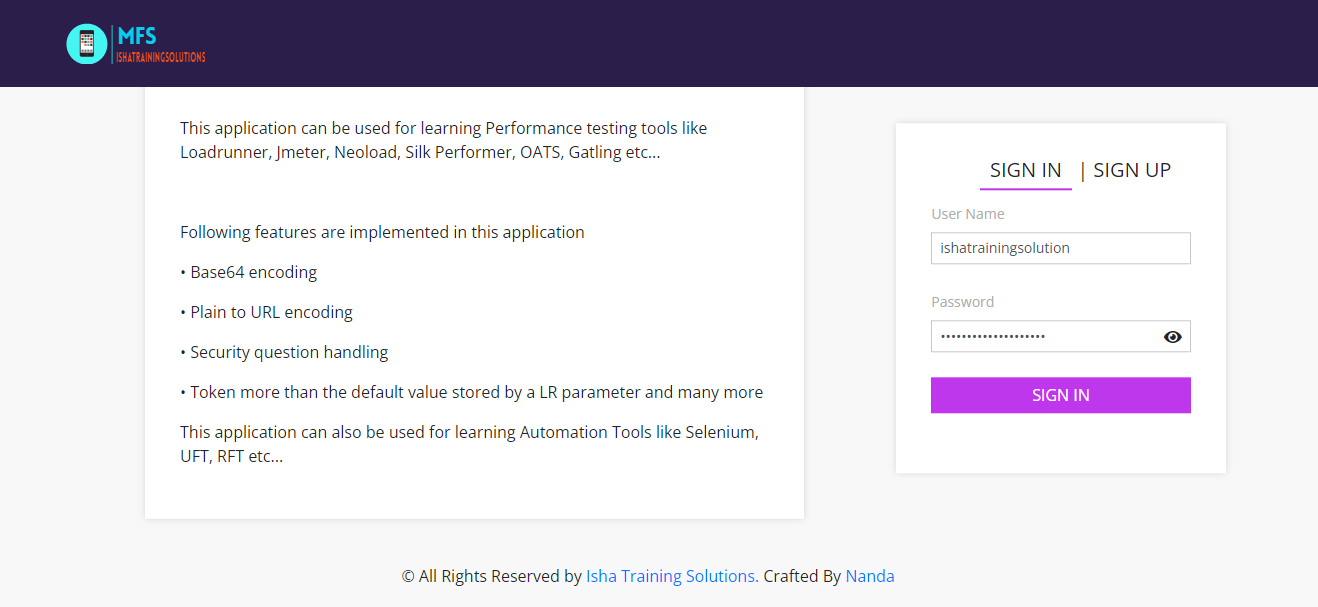 MFS
ISHATRAININGSOLUTIONS
This application can be used for learning Performance testing tools like
Loadrunner, Jmeter, Neoload, Silk Performer, OATS, Gatling etc...
Following features are implemented in this application
• Base64 encoding
• Plain to URL encoding
• Security question handling
• Token more than the default value stored by a LR parameter and many more
This application can also be used for learning Automation Tools like Selenium,
UFT, RFT etc...
SIGN IN | SIGN UP
User Name
ishatrainingsolution
Password
•••••••••••••••••••
SIGN IN
© All Rights Reserved by Isha Training Solutions. Crafted By Nanda